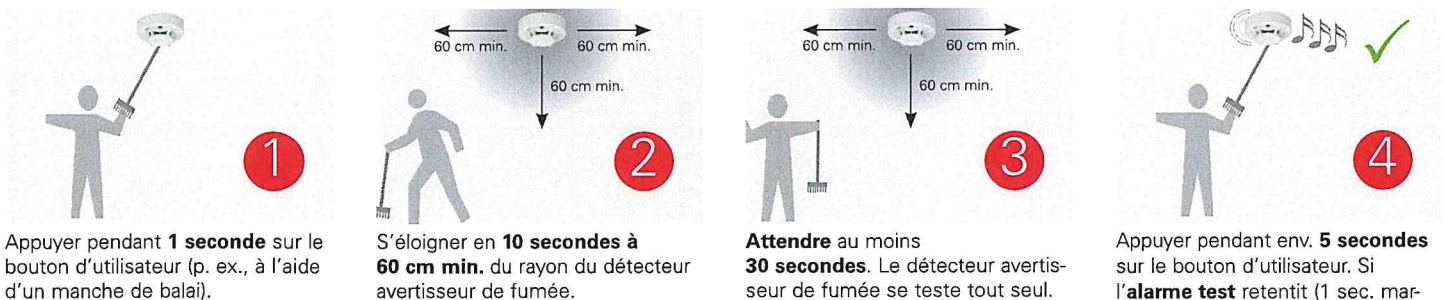 60 cm min.
60 cm min.
60 cm min.
60 cm min.
60 cm min.
60 cm min.
1
2
3
4
Appuyer pendant 1 seconde sur le
bouton d'utilisateur (p. ex., à l'aide
d'un manche de balai).
S'éloigner en 10 secondes à
60 cm min. du rayon du détecteur
avertisseur de fumée.
Attendre au moins
30 secondes. Le détecteur avertis-
seur de fumée se teste tout seul.
Appuyer pendant env. 5 secondes
sur le bouton d'utilisateur. Si
l'alarme test retentit (1 sec. mar-